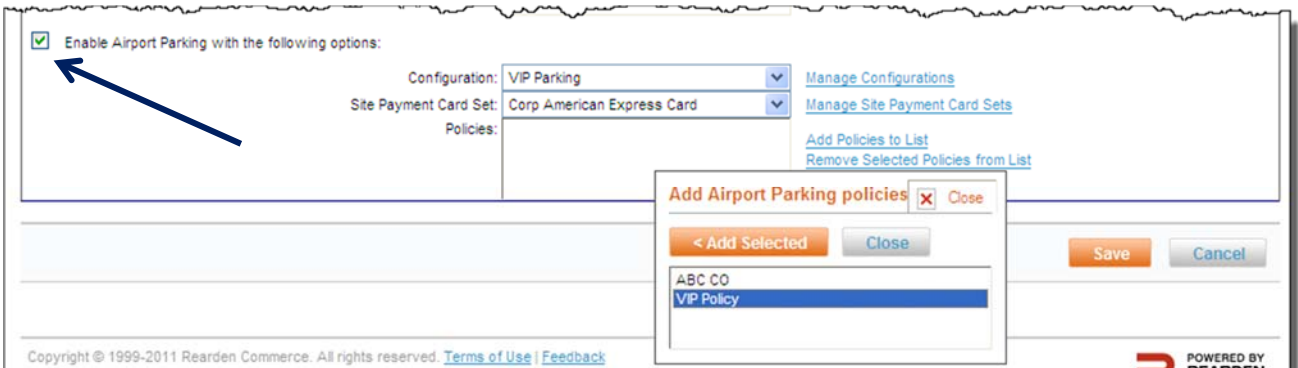 Enable Airport Parking with the following options:
Configuration: VIP Parking Manage Configurations
Site Payment Card Set: Corp American Express Card Manage Site Payment Card Sets
Policies:
Add Policies to List
Remove Selected Policies from List
Add Airport Parking policies Close
< Add Selected Close
ABC CO
VIP Policy
Save Cancel
Copyright © 1999-2011 Rearden Commerce. All rights reserved. Terms of Use | Feedback
POWERED BY
REARDEN